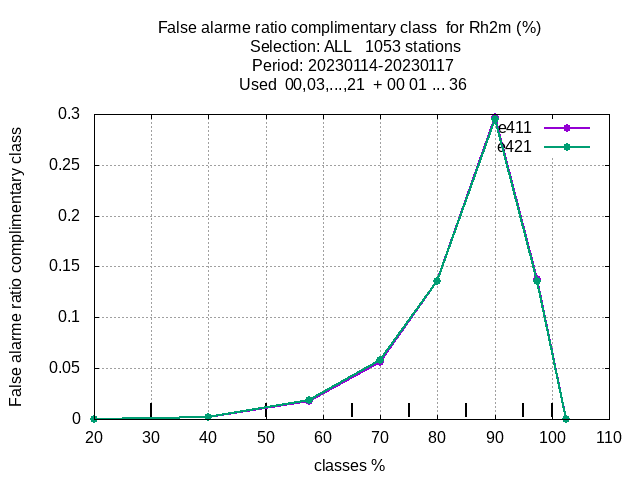 False alarme ratio complimentary class  for Rh2m (%)
Selection: ALL   1053 stations
Period: 20230114-20230117
Used  00,03,...,21  + 00 01 ... 36
False alarme ratio complimentary class
0.3
0.25
0.2
0.15
0.1
0.05
0
e411
e421
20 30 40 50 60 70 80 90 100 110
classes %